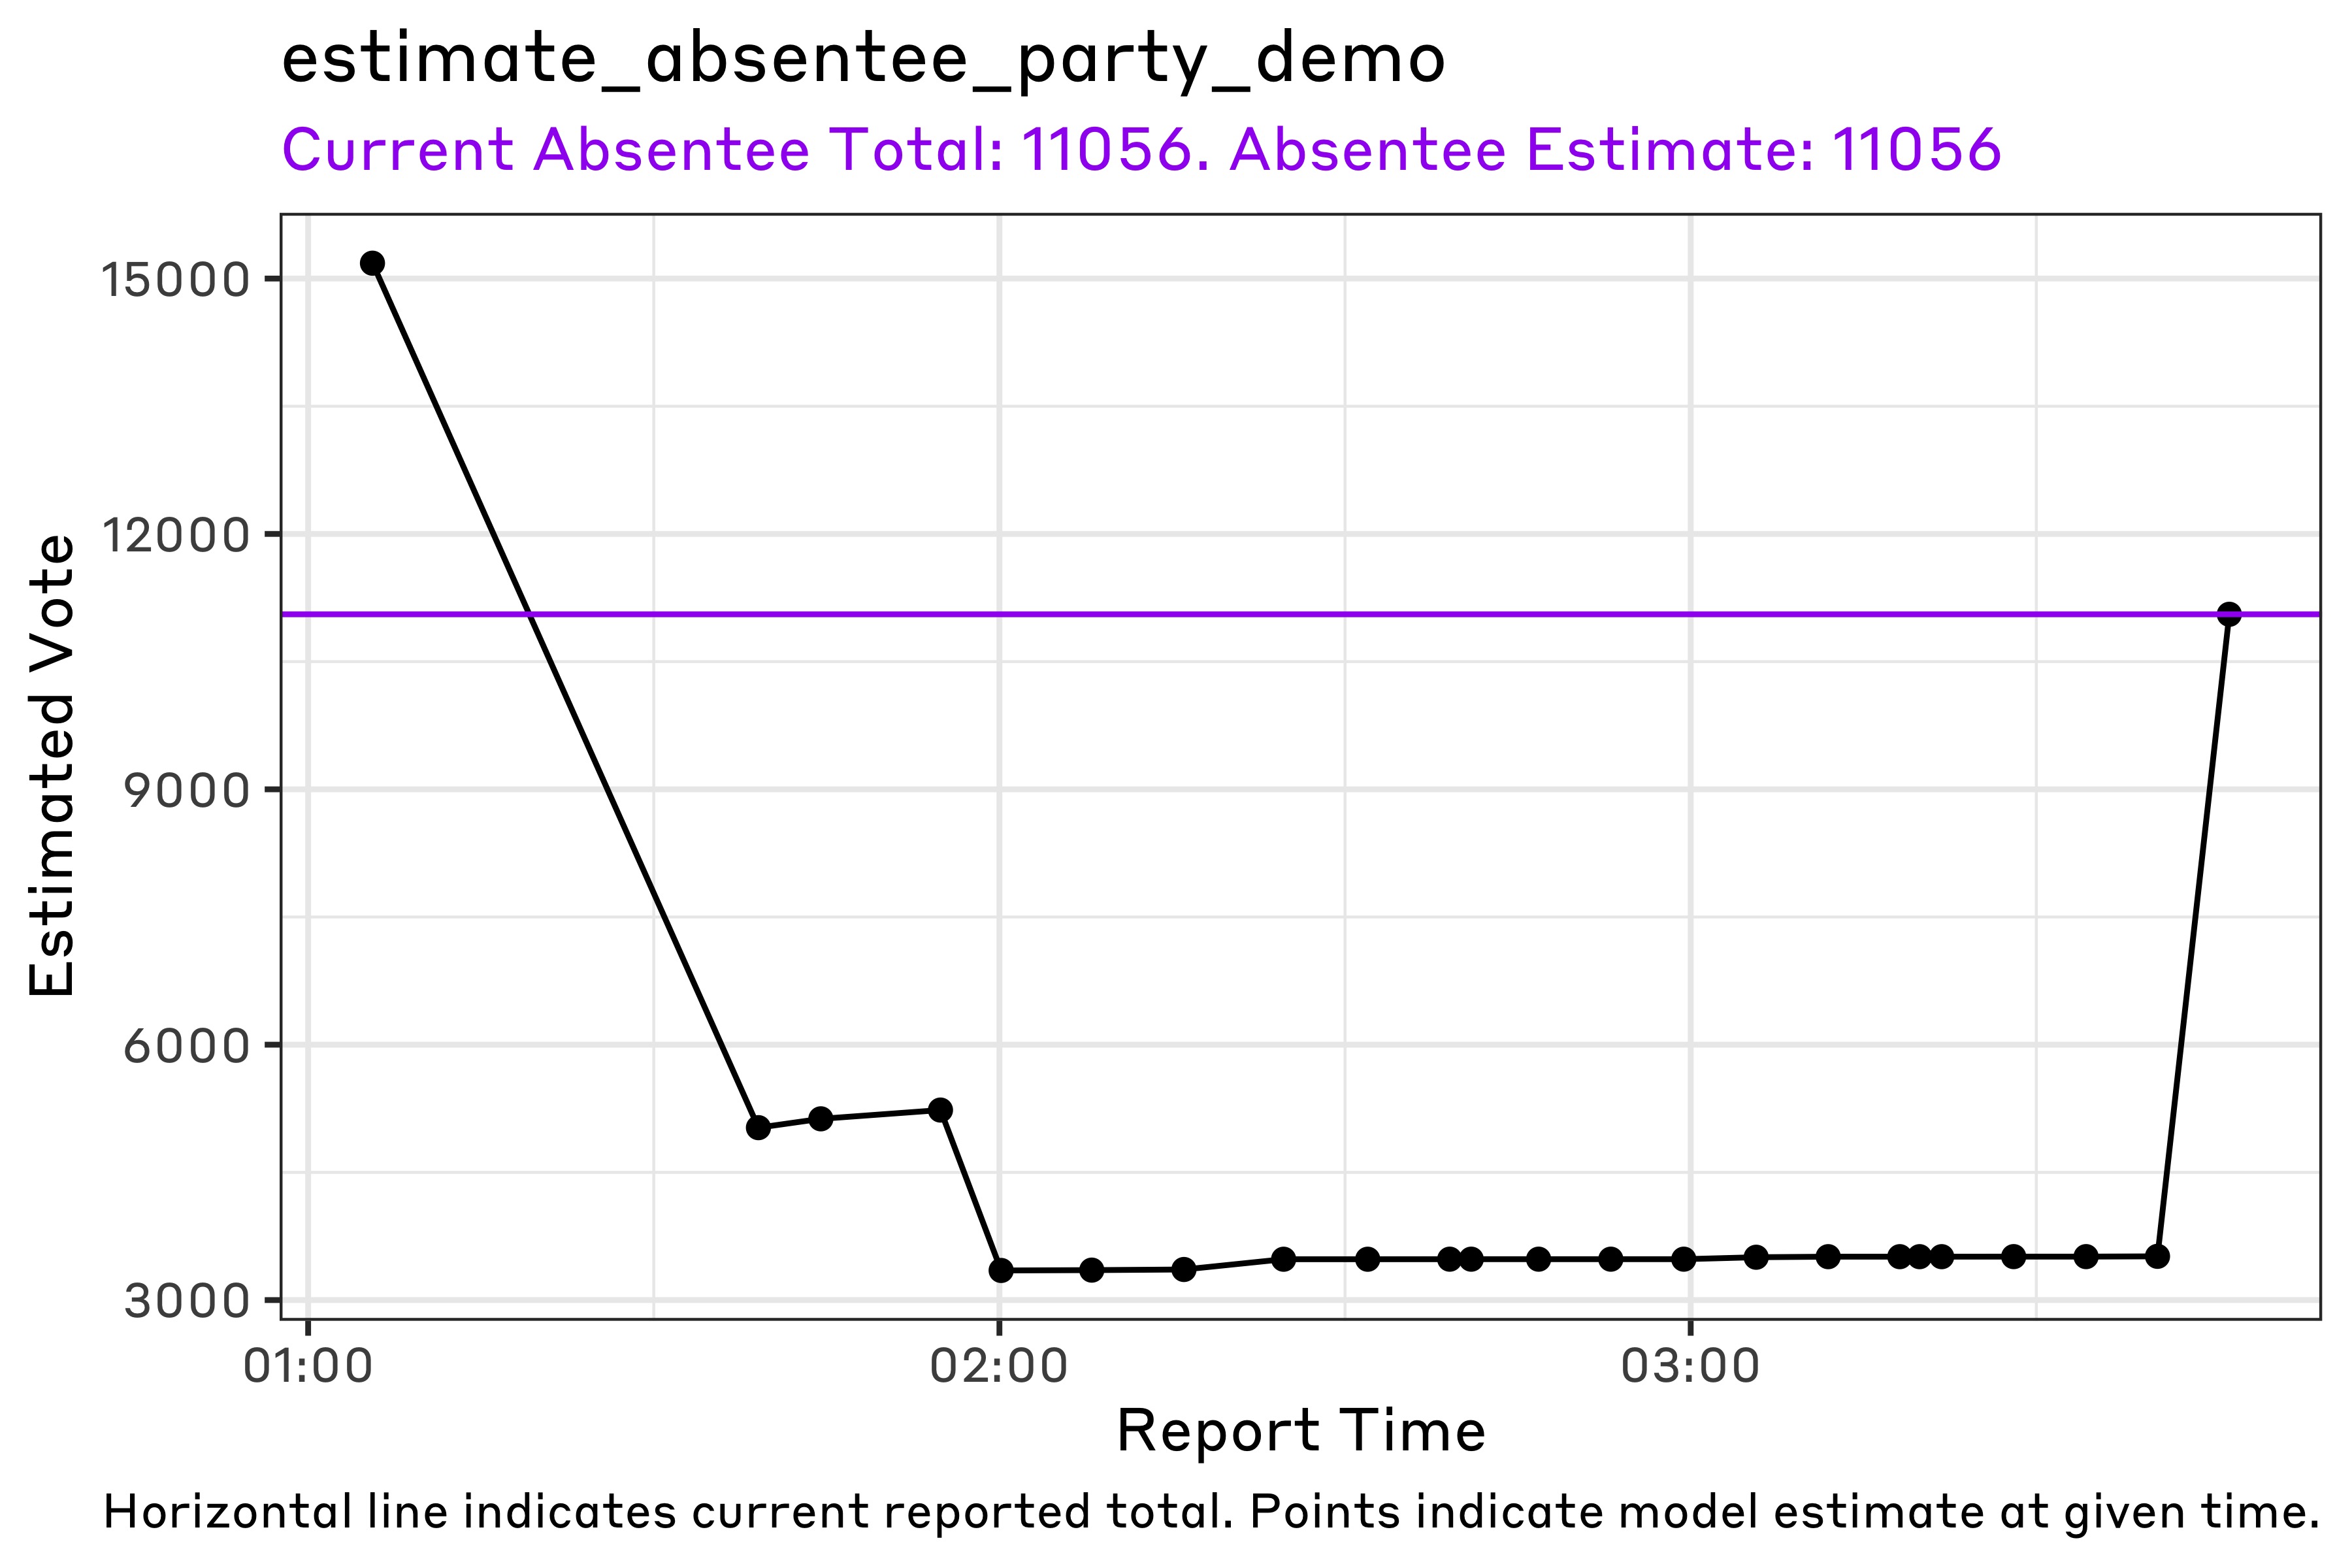 estimate_absentee_party_demo
Current Absentee Total: 11056. Absentee Estimate: 11056
Estimated Vote
15000
12000
9000
6000
3000
01:00 02:00 03:00
Report Time
Horizontal line indicates current reported total. Points indicate model estimate at given time.